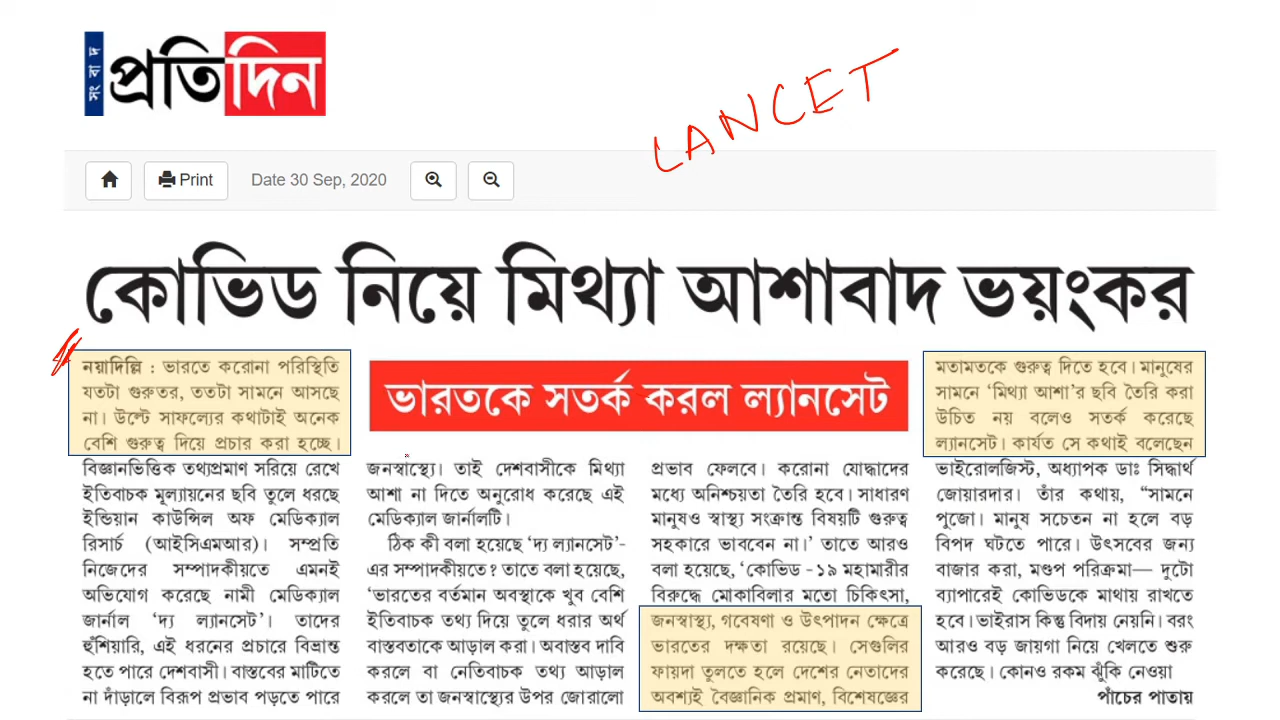 সংবাদ প্রতিদিন
LANCET
Print
Date 30 Sep, 2020
কোভিড নিয়ে মিথ্যা আশাবাদ ভয়ংকর
ভারতকে সতর্ক করল ল্যানসেট
নয়াদিল্লি : ভারতে করোনা পরিস্থিতি
যতটা গুরুতর, ততটা সামনে আসছে
না। উল্টে সাফল্যের কথাটাই অনেক
বেশি গুরুত্ব দিয়ে প্রচার করা হচ্ছে।
বিজ্ঞানভিত্তিক তথ্যপ্রমাণ সরিয়ে রেখে
ইতিবাচক মূল্যায়নের ছবি তুলে ধরছে
ইন্ডিয়ান কাউন্সিল অফ মেডিক্যাল
রিসার্চ (আইসিএমআর)। সম্প্রতি
নিজেদের সম্পাদকীয়তে এমনই
অভিযোগ করেছে নামী মেডিক্যাল
জার্নাল ‘দ্য ল্যানসেট’। তাদের
হুঁশিয়ারি, এই ধরনের প্রচারে বিভ্রান্ত
হতে পারে দেশবাসী। বাস্তবের মাটিতে
না দাঁড়ালে বিরূপ প্রভাব পড়তে পারে
জনস্বাস্থ্যে। তাই দেশবাসীকে মিথ্যা
আশা না দিতে অনুরোধ করেছে এই
মেডিক্যাল জার্নালটি।
ঠিক কী বলা হয়েছে ‘দ্য ল্যানসেট’-
এর সম্পাদকীয়তে? তাতে বলা হয়েছে,
‘ভারতের বর্তমান অবস্থাকে খুব বেশি
ইতিবাচক তথ্য দিয়ে তুলে ধরার অর্থ
বাস্তবতাকে আড়াল করা। অবাস্তব দাবি
করলে বা নেতিবাচক তথ্য আড়াল
করলে তা জনস্বাস্থ্যের উপর জোরালো
প্রভাব ফেলবে। করোনা যোদ্ধাদের
মধ্যে অনিশ্চয়তা তৈরি হবে। সাধারণ
মানুষও স্বাস্থ্য সংক্রান্ত বিষয়টি গুরুত্ব
সহকারে ভাববেন না।’ তাতে আরও
বলা হয়েছে, ‘কোভিড -১৯ মহামারীর
বিরুদ্ধে মোকাবিলার মতো চিকিৎসা,
জনস্বাস্থ্য, গবেষণা ও উৎপাদন ক্ষেত্রে
ভারতের দক্ষতা রয়েছে। সেগুলির
ফায়দা তুলতে হলে দেশের নেতাদের
অবশ্যই বৈজ্ঞানিক প্রমাণ, বিশেষজ্ঞের
মতামতকে গুরুত্ব দিতে হবে। মানুষের
সামনে ‘মিথ্যা আশা’র ছবি তৈরি করা
উচিত নয় বলেও সতর্ক করেছে
ল্যানসেট। কার্যত সে কথাই বলেছেন
ভাইরোলজিস্ট, অধ্যাপক ডাঃ সিদ্ধার্থ
জোয়ারদার। তাঁর কথায়, “সামনে
পুজো। মানুষ সচেতন না হলে বড়
বিপদ ঘটতে পারে। উৎসবের জন্য
বাজার করা, মণ্ডপ পরিক্রমা— দুটো
ব্যাপারেই কোভিডকে মাথায় রাখতে
হবে। ভাইরাস কিন্তু বিদায় নেয়নি। বরং
আরও বড় জায়গা নিয়ে খেলতে শুরু
করেছে। কোনও রকম ঝুঁকি নেওয়া
পাঁচের পাতায়